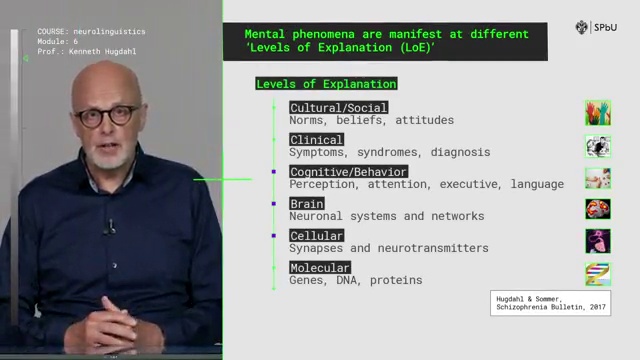 COURSE: neurolinguistics
Module: 6
Prof.: Kenneth Hugdahl
Mental phenomena are manifest at different
‘Levels of Explanation (LoE)’
SPbU
Levels of Explanation
Cultural/Social
Norms, beliefs, attitudes
Clinical
Symptoms, syndromes, diagnosis
Cognitive/Behavior
Perception, attention, executive, language
Brain
Neuronal systems and networks
Cellular
Synapses and neurotransmitters
Molecular
Genes, DNA, proteins
Hugdahl & Sommer,
Schizophrenia Bulletin, 2017